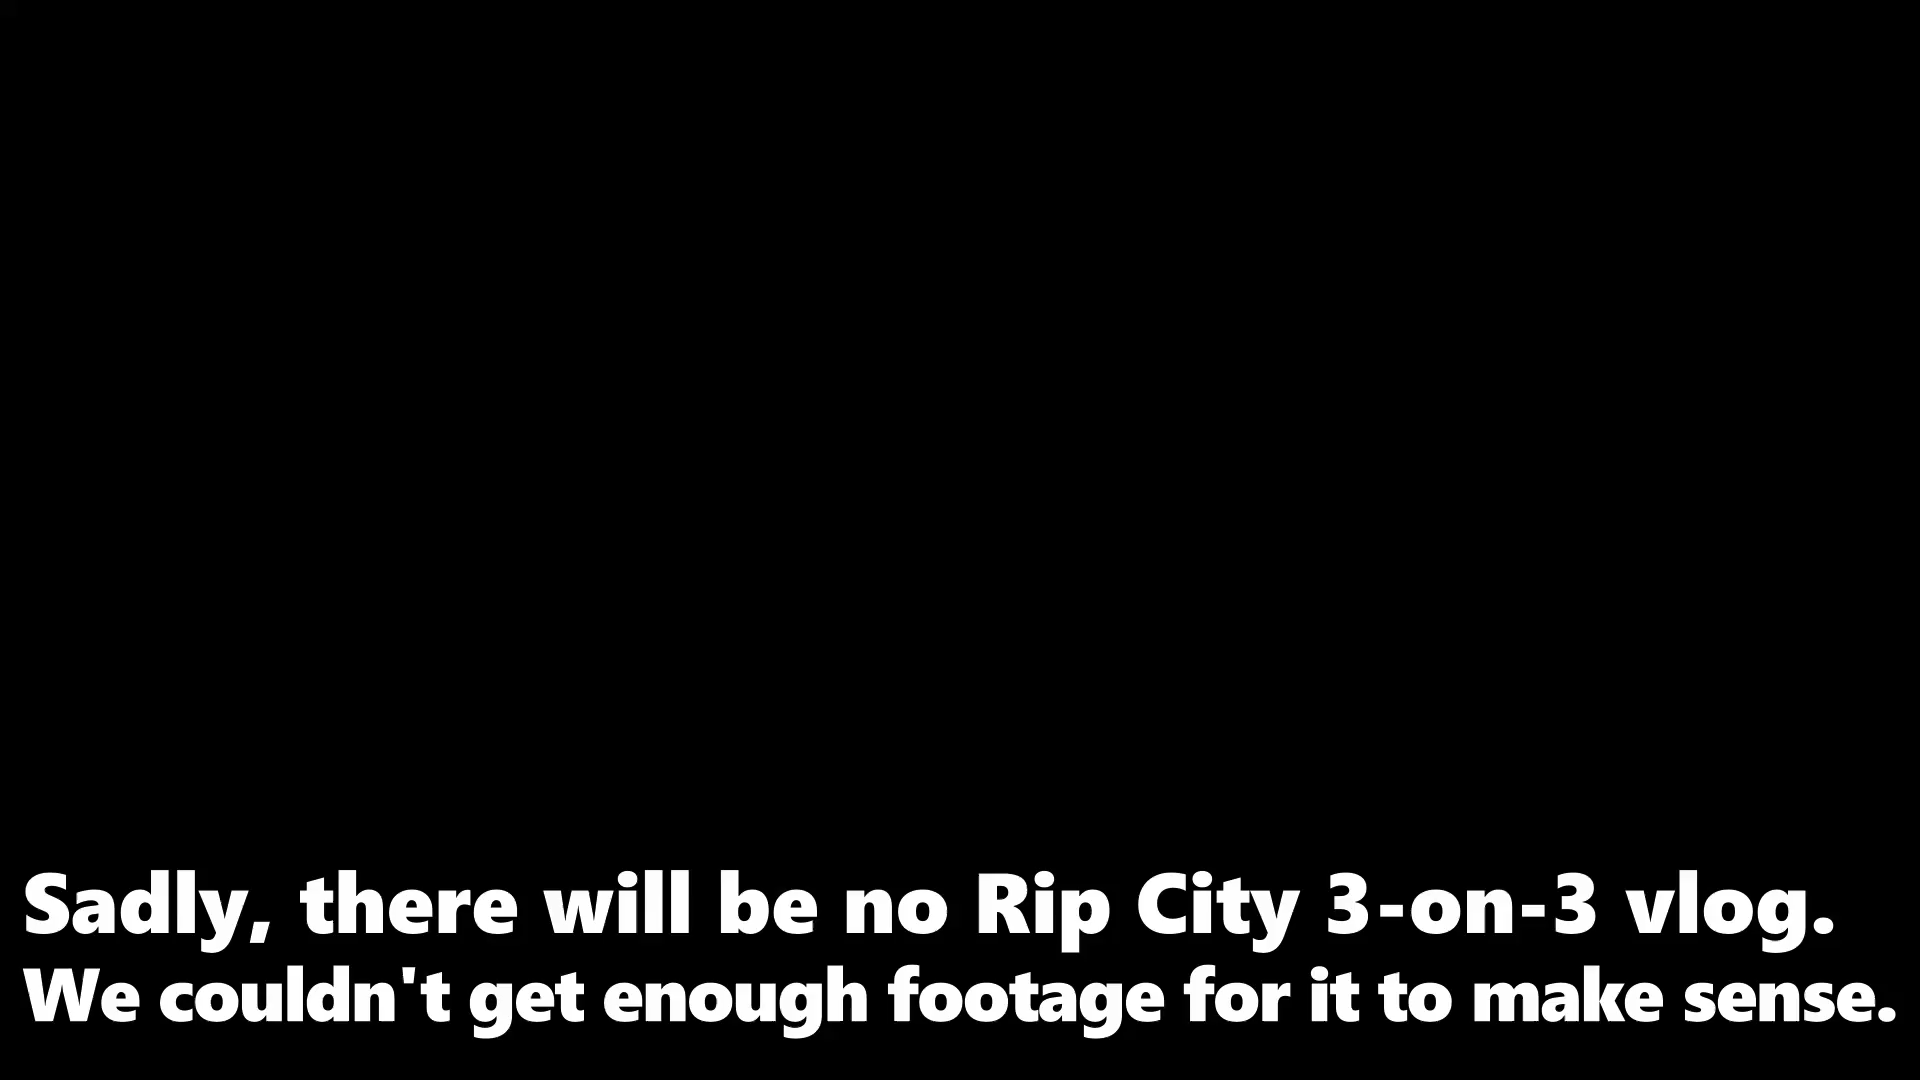 Sadly, there will be no Rip City 3-on-3 vlog.
We couldn't get enough footage for it to make sense.